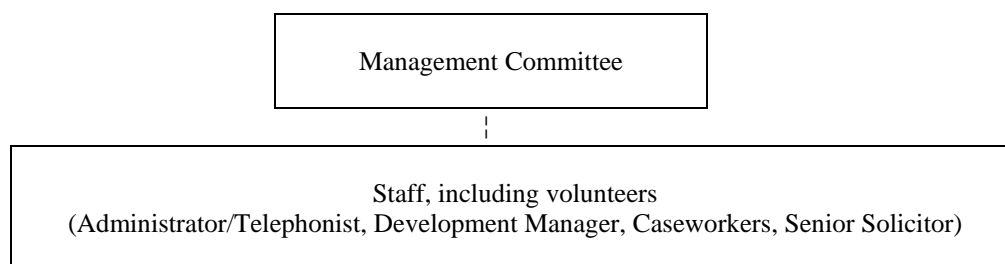 Management Committee
Staff, including volunteers
(Administrator/Telephonist, Development Manager, Caseworkers, Senior Solicitor)